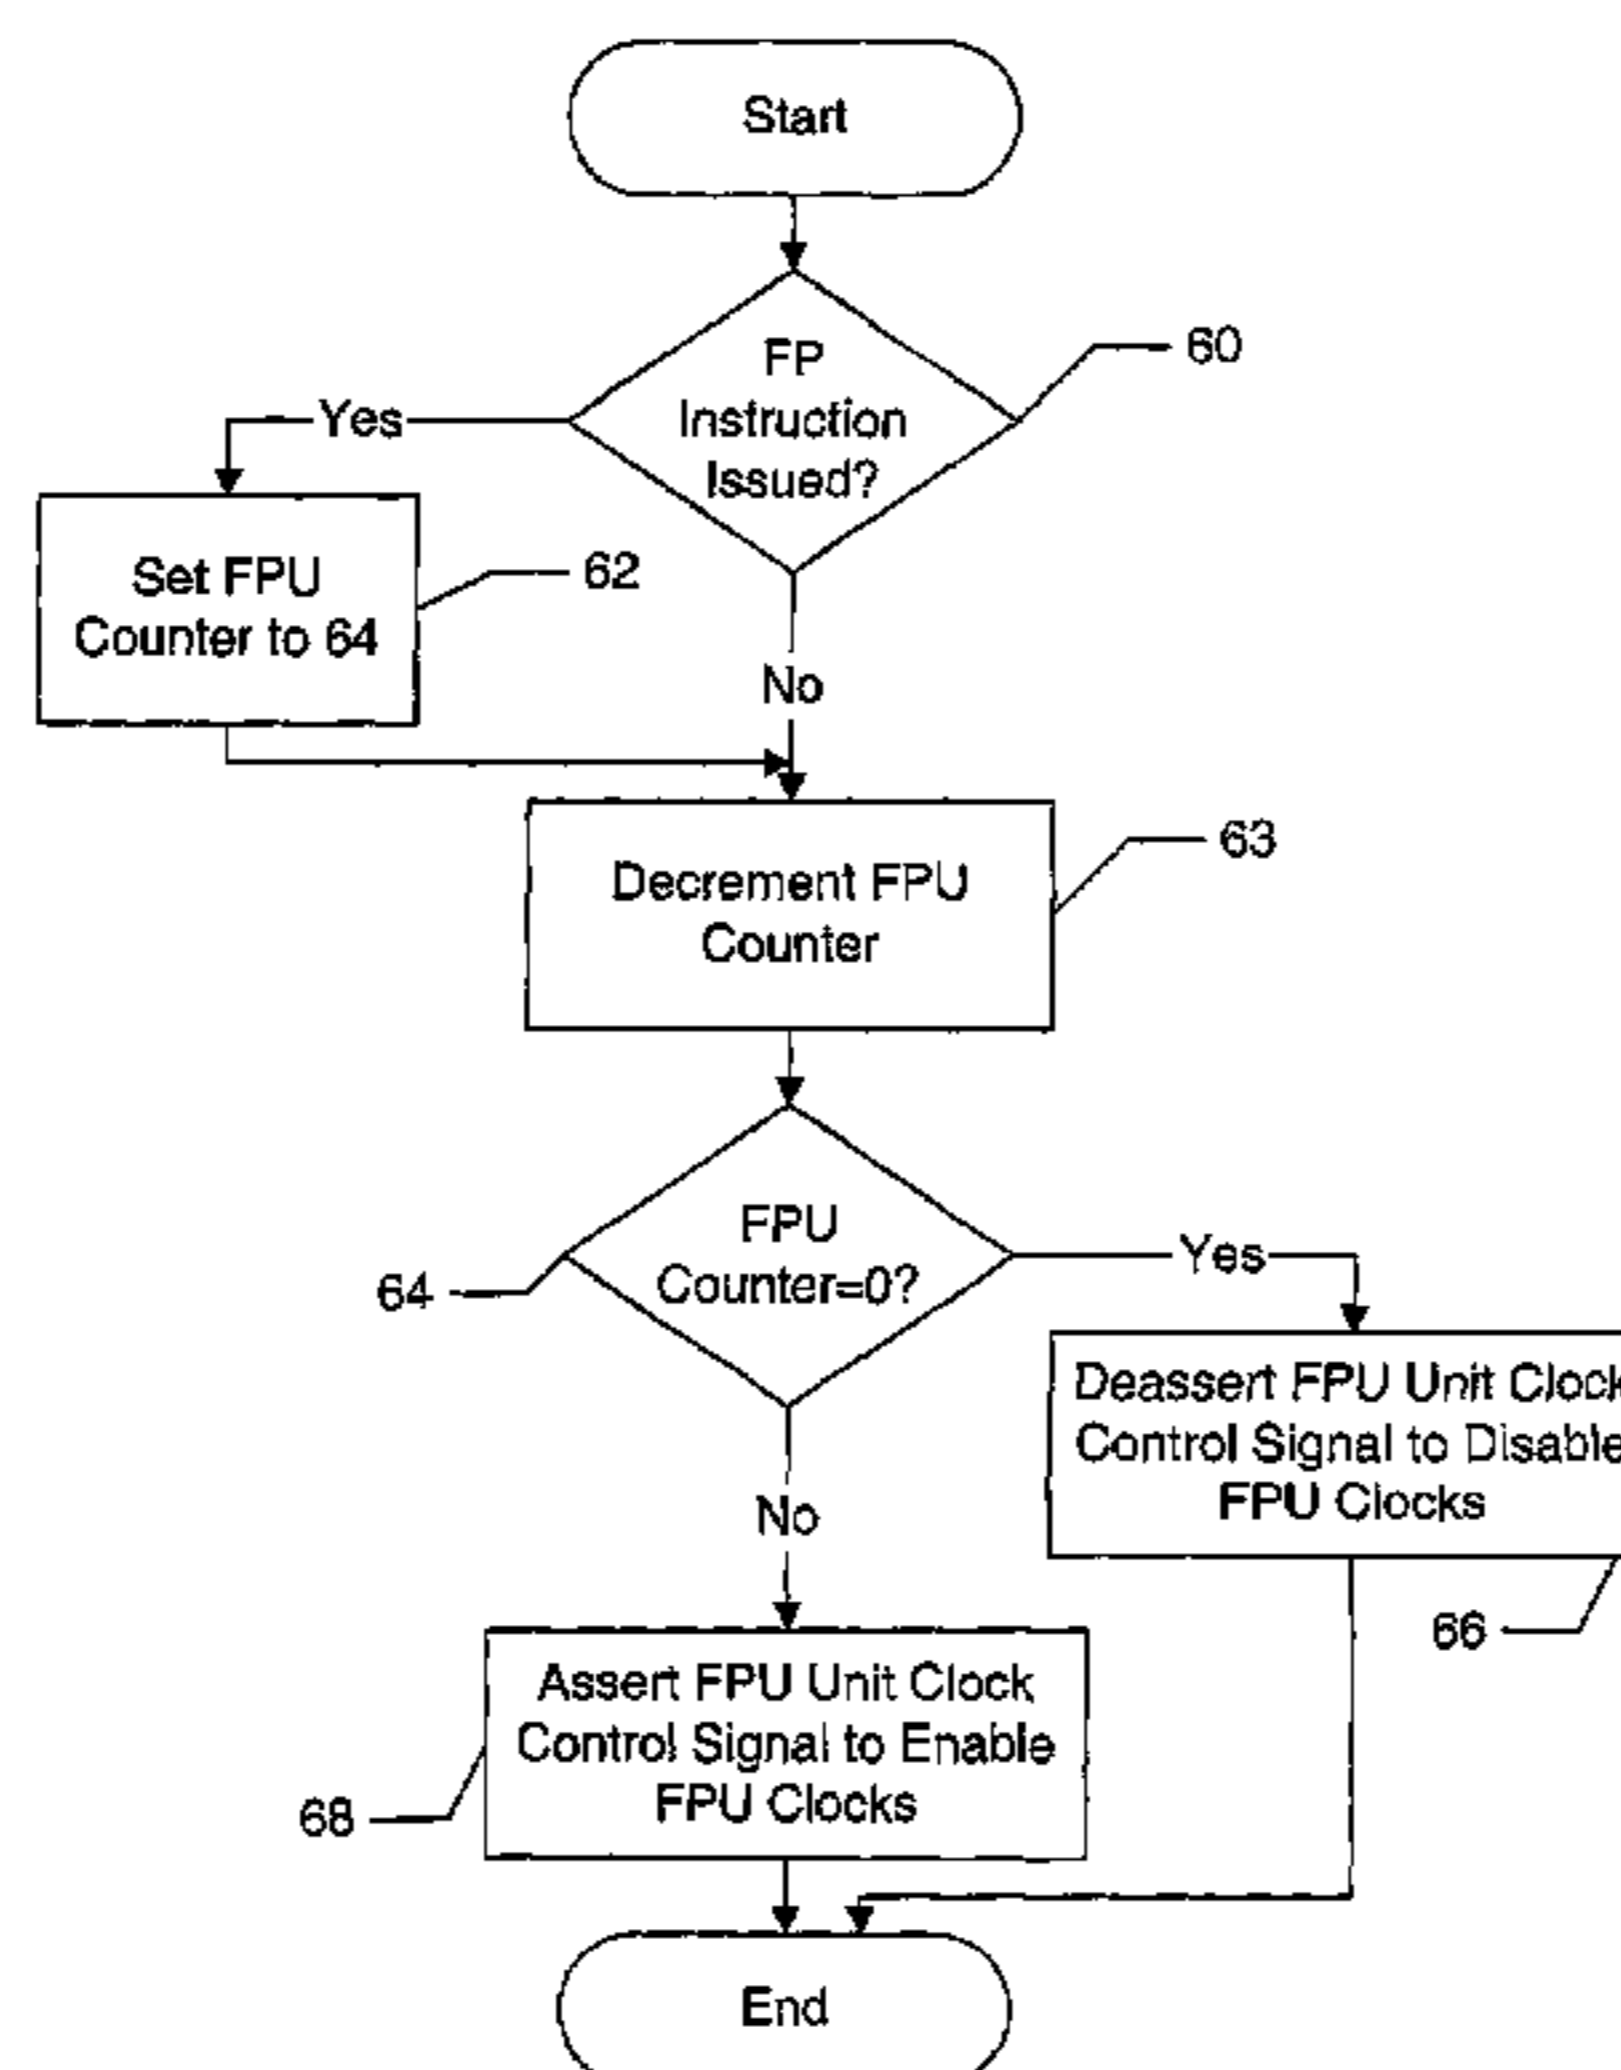 Start
FP
Instruction
Issued?
60
Yes
Set FPU
Counter to 64
62
No
Decrement FPU
Counter
63
FPU
Counter=0?
64
Yes
Deassert FPU Unit Clock
Control Signal to Disable
FPU Clocks
66
No
Assert FPU Unit Clock
Control Signal to Enable
FPU Clocks
68
End